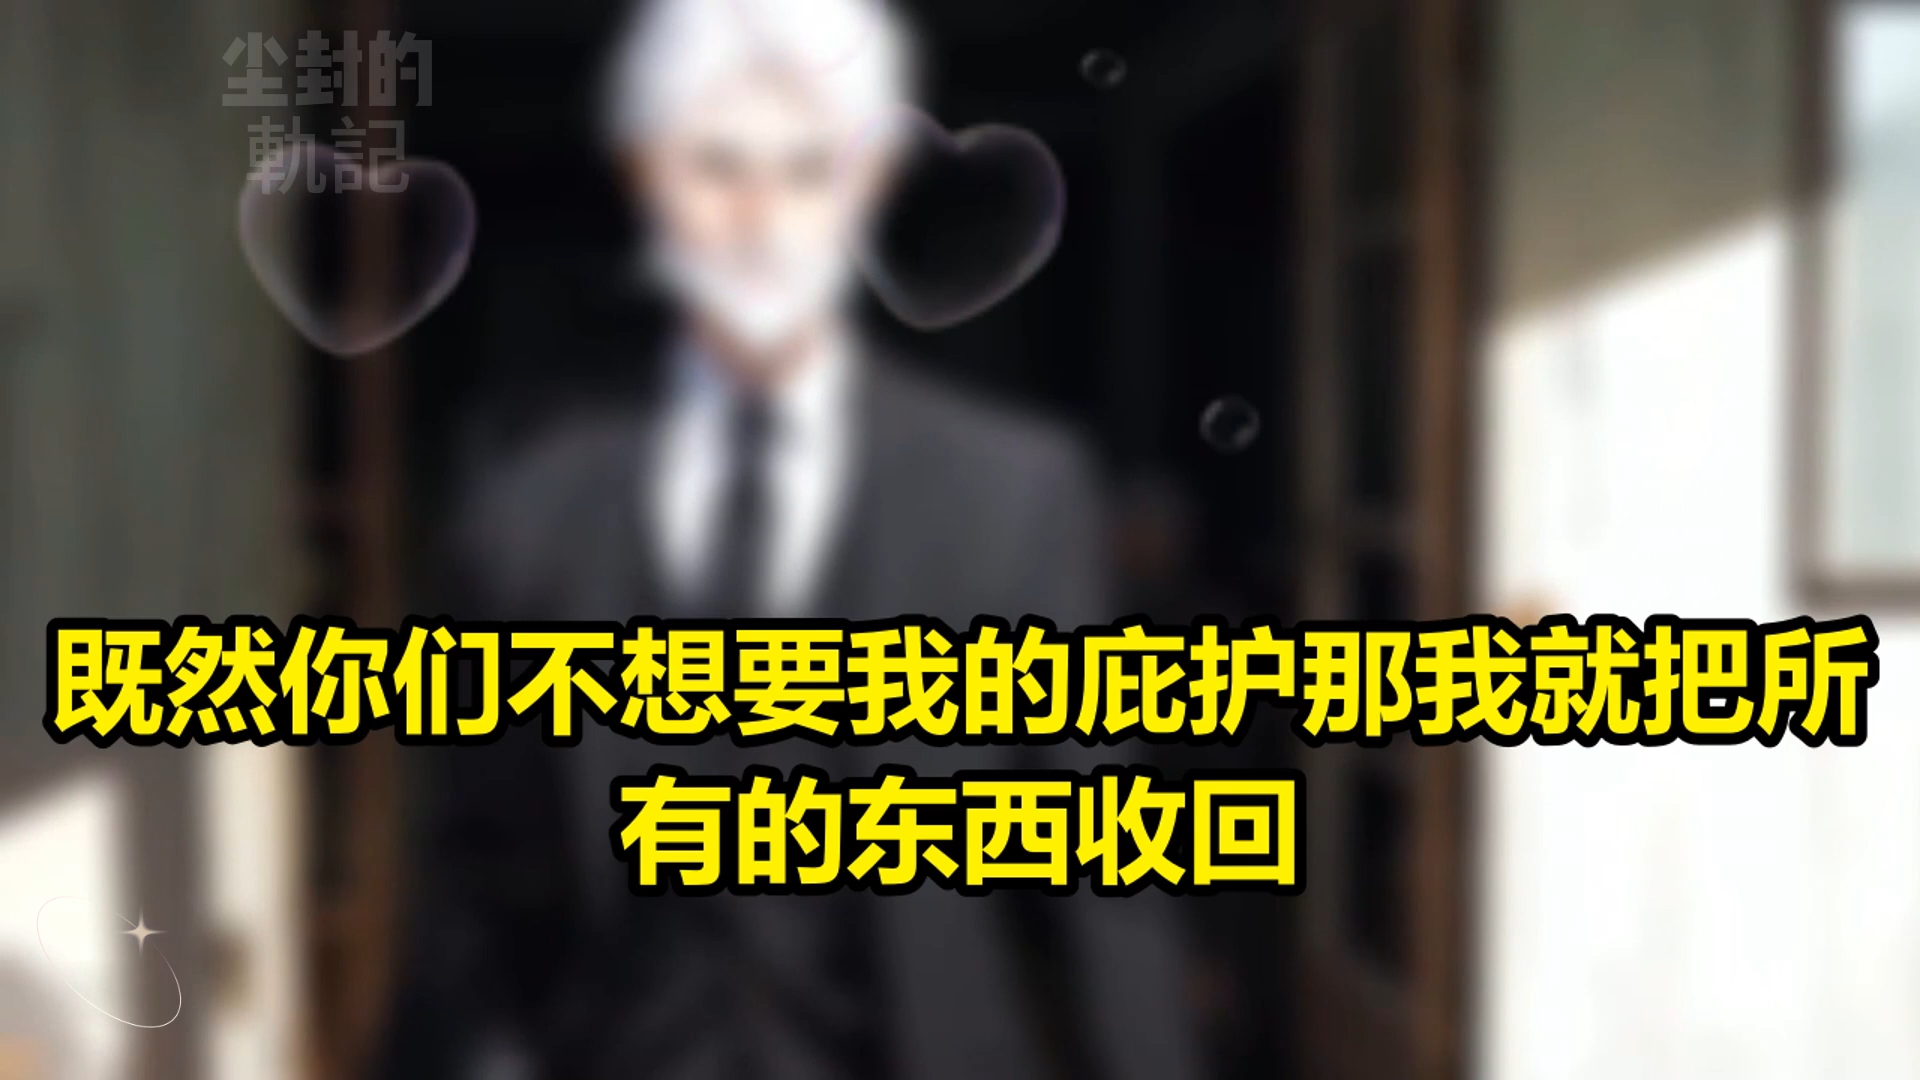 尘封的
軌記
既然你们不想要我的庇护那我就把所
有的东西收回